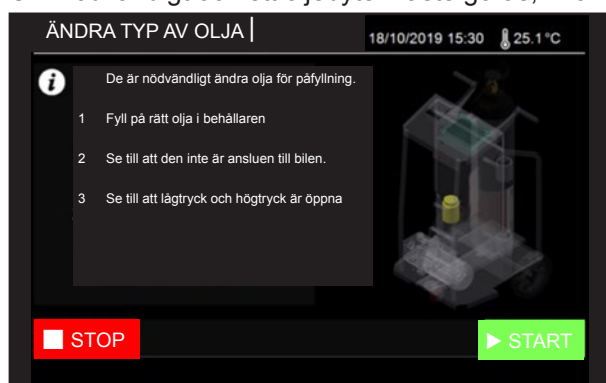 ÄNDRA TYP AV OLJA
18/10/2019 15:30 25.1°C
i De är nödvändligt ändra olja för påfyllning.
1 Fyll på rätt olja i behållaren
2 Se till att den inte är ansluen till bilen.
3 Se till att lågtryck och högtryck är öppna
STOP
START